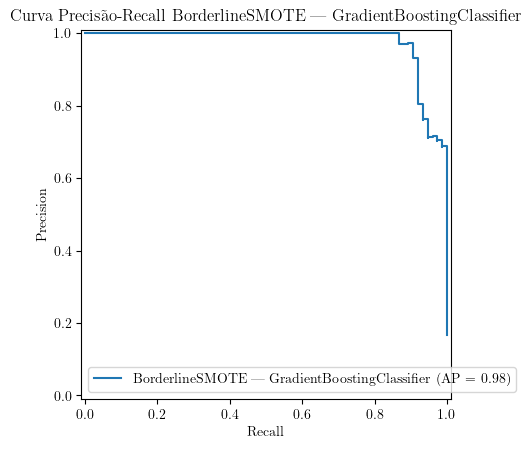 Curva Precisão-Recall BorderlineSMOTE — GradientBoostingClassifier
1.0
0.8
0.6
0.4
0.2
0.0
Precision
BorderlineSMOTE — GradientBoostingClassifier (AP = 0.98)
0.0 0.2 0.4 0.6 0.8 1.0
Recall